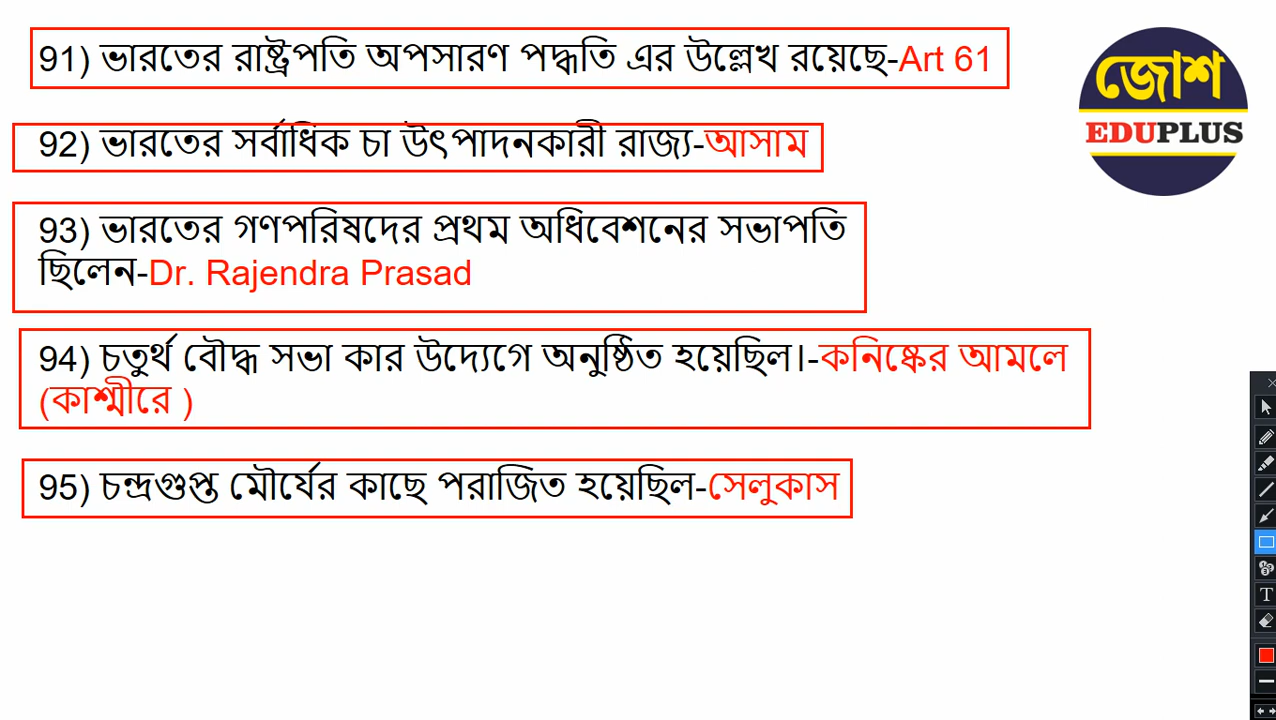 91) ভারতের রাষ্ট্রপতি অপসারণ পদ্ধতি এর উল্লেখ রয়েছে-Art 61
জোশ
EDUPLUS
92) ভারতের সর্বাধিক চা উৎপাদনকারী রাজ্য-আসাম
93) ভারতের গণপরিষদের প্রথম অধিবেশনের সভাপতি
ছিলেন-Dr. Rajendra Prasad
94) চতুর্থ বৌদ্ধ সভা কার উদ্যেগে অনুষ্ঠিত হয়েছিল।-কনিষ্কের আমলে
(কাশ্মীরে )
95) চন্দ্রগুপ্ত মৌর্যের কাছে পরাজিত হয়েছিল-সেলুকাস